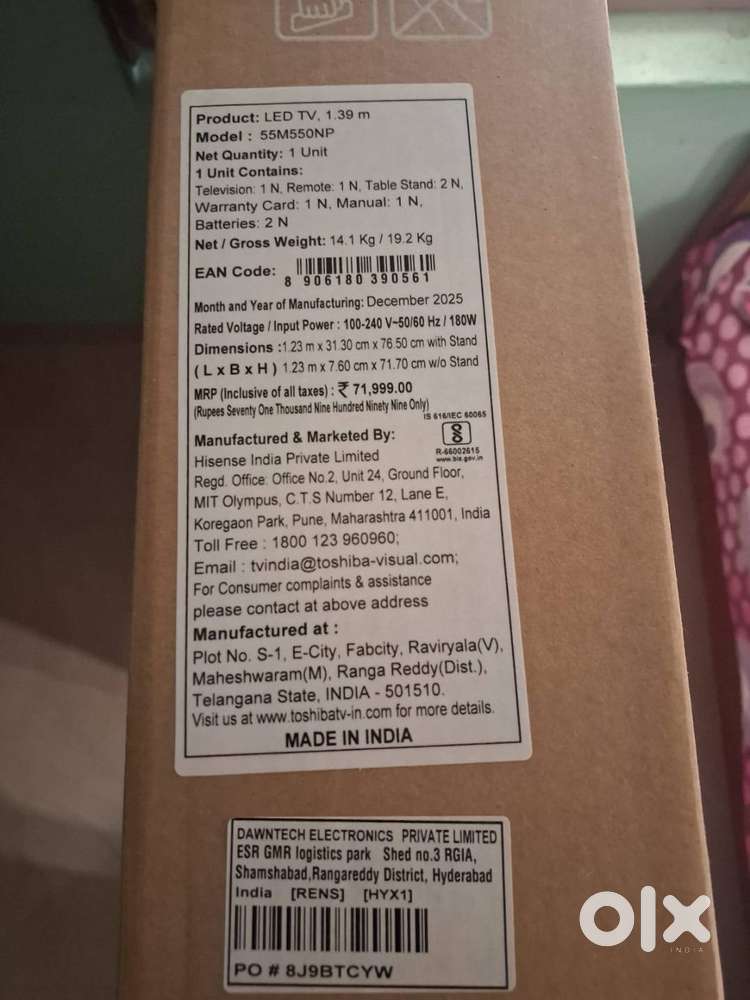 Product: LED TV, 1.39 m
Model : 55M550NP
Net Quantity: 1 Unit
1 Unit Contains:
Television: 1 N, Remote: 1 N, Table Stand: 2 N,
Warranty Card: 1 N, Manual: 1 N,
Batteries: 2 N
Net / Gross Weight: 14.1 Kg / 19.2 Kg
EAN Code:
8 906180 390561
Month and Year of Manufacturing: December 2025
Rated Voltage / Input Power : 100-240 V~50/60 Hz / 180W
Dimensions :1.23 m x 31.30 cm x 76.50 cm with Stand
( L x B x H ) 1.23 m x 7.60 cm x 71.70 cm w/o Stand
MRP (Inclusive of all taxes) : ₹ 71,999.00
(Rupees Seventy One Thousand Nine Hundred Ninety Nine Only)
IS 616/IEC 60065
R-66002615
www.bis.gov.in
Manufactured & Marketed By:
Hisense India Private Limited
Regd. Office: Office No.2, Unit 24, Ground Floor,
MIT Olympus, C.T.S Number 12, Lane E,
Koregaon Park, Pune, Maharashtra 411001, India
Toll Free : 1800 123 960960;
Email : tvindia@toshiba-visual.com;
For Consumer complaints & assistance
please contact at above address
Manufactured at :
Plot No. S-1, E-City, Fabcity, Raviryala(V),
Maheshwaram(M), Ranga Reddy(Dist.),
Telangana State, INDIA - 501510.
Visit us at www.toshibatv-in.com for more details.
MADE IN INDIA
DAWNTECH ELECTRONICS PRIVATE LIMITED
ESR GMR logistics park Shed no.3 RGIA,
Shamshabad,Rangareddy District, Hyderabad
India [RENS] [HYX1]
PO # 8J9BTCYW
olx
INDIA